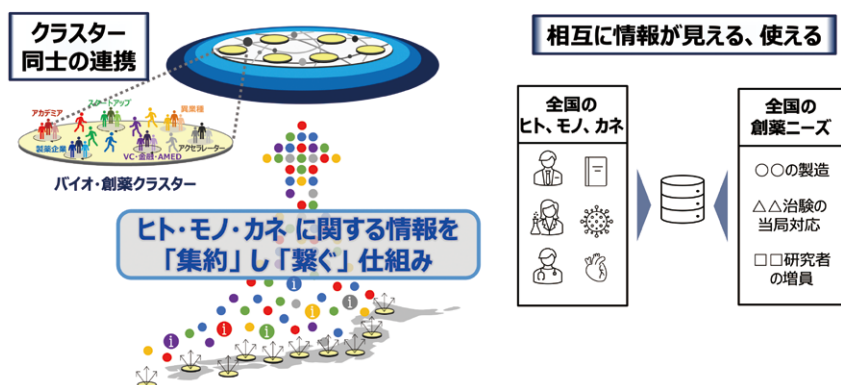 クラスター
同士の連携
スタートアップ
異業種
アカデミア
製薬企業
VC・金融・AMED
アクセラレーター
バイオ・創薬クラスター
ヒト・モノ・カネ に関する情報を
「集約」し「繋ぐ」仕組み
i
i
i
i
i
相互に情報が見える、使える
全国の
ヒト、モノ、カネ
全国の
創薬ニーズ
○○の製造
△△治験の
当局対応
□□研究者
の増員